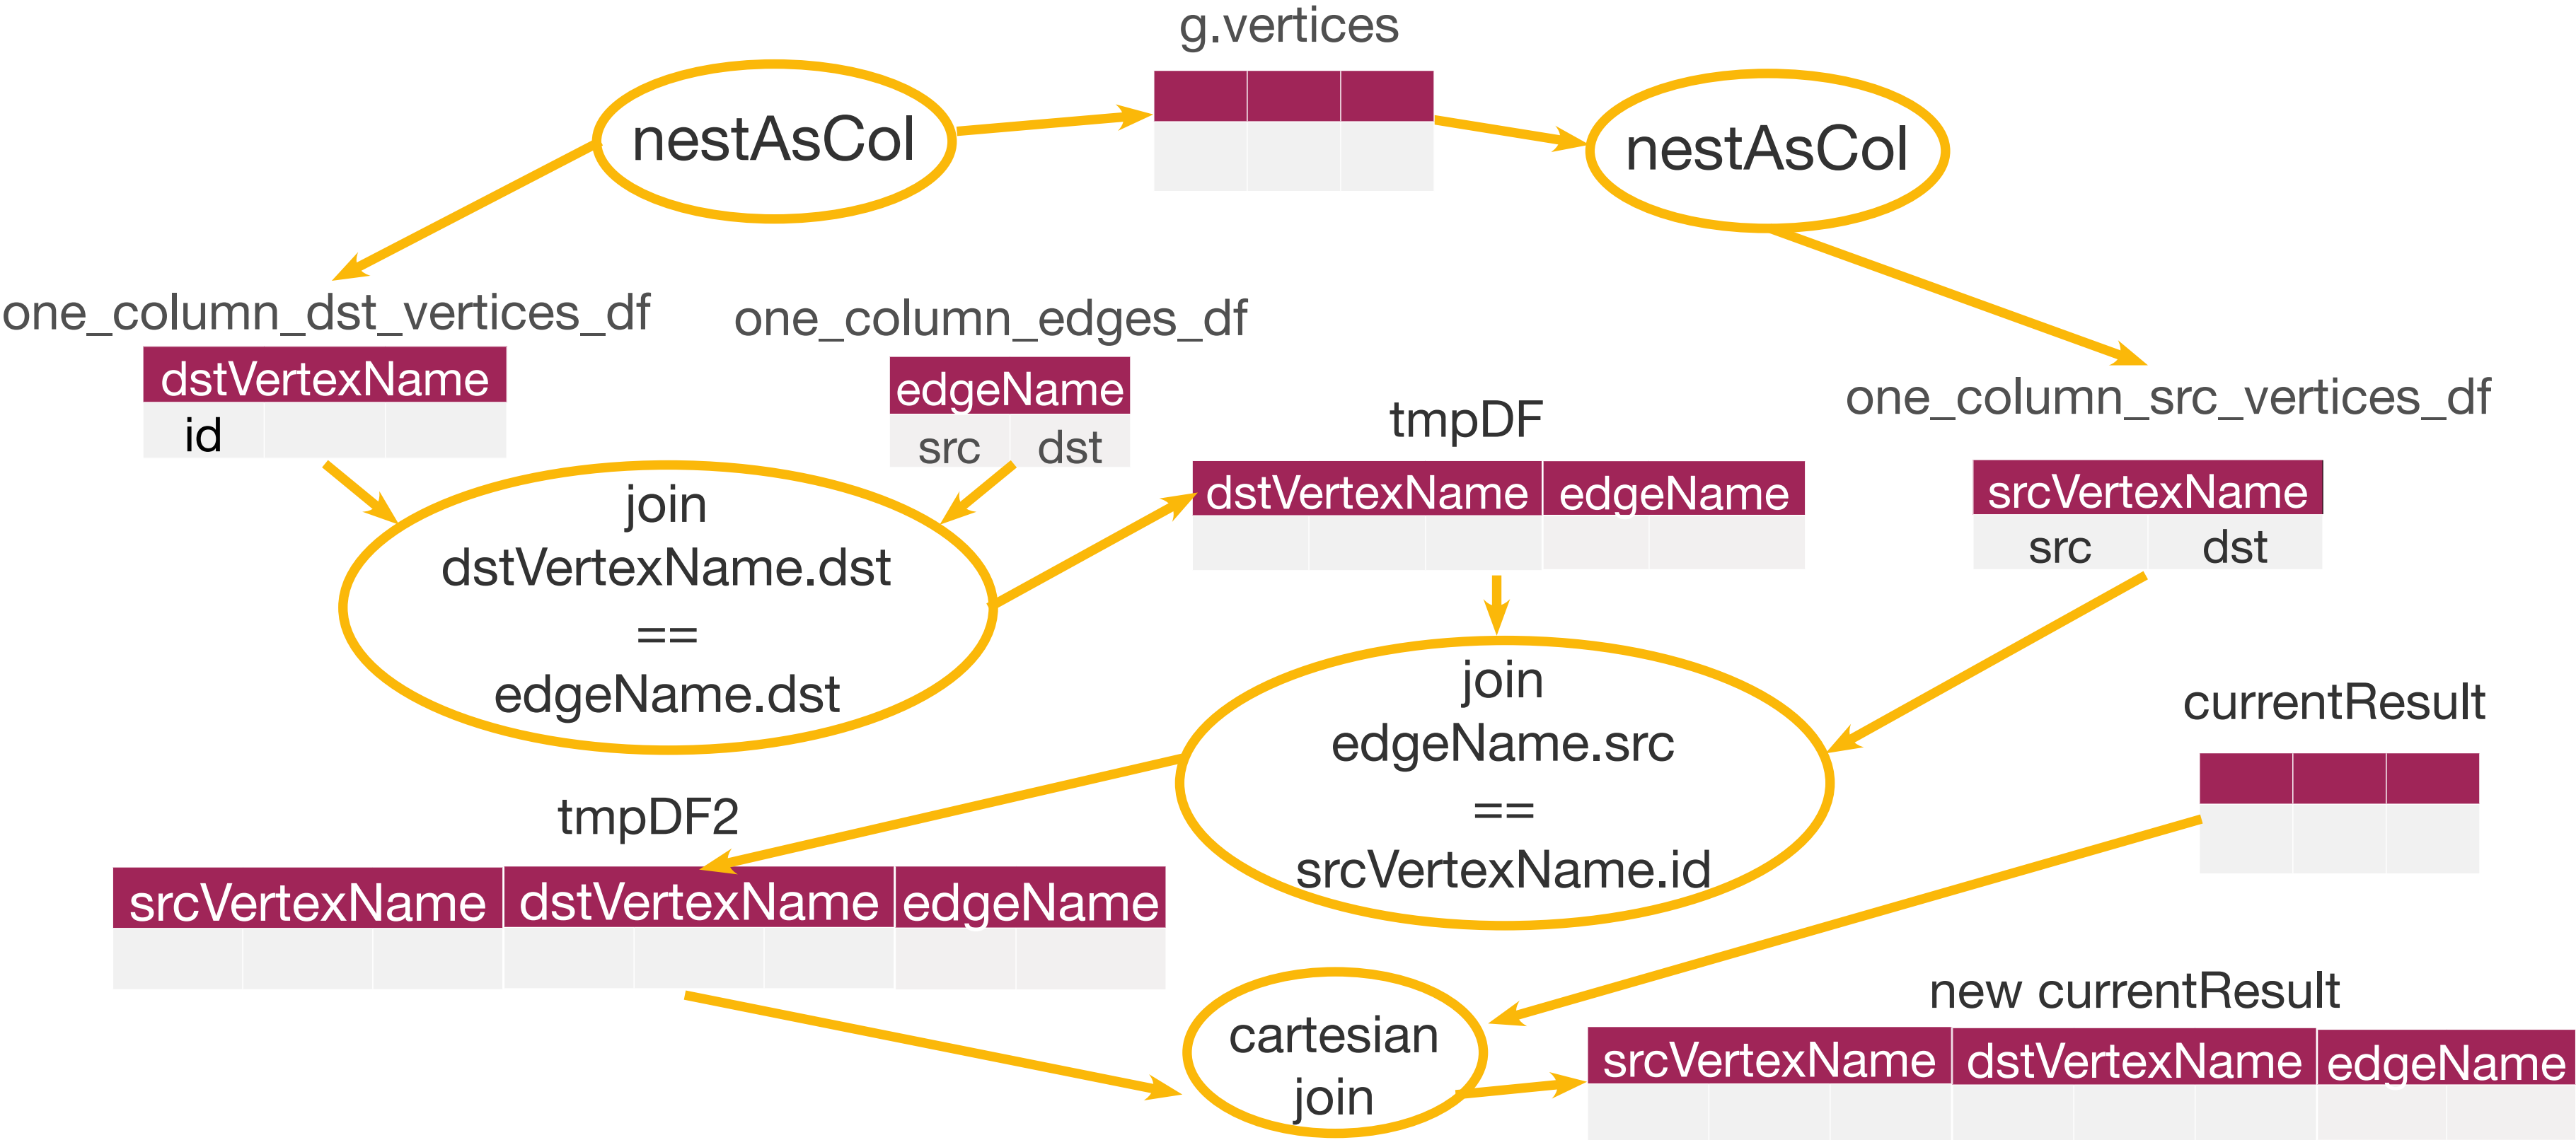 g.vertices
nestAsCol
nestAsCol
one_column_dst_vertices_df
one_column_edges_df
dstVertexName
id
edgeName
src dst
one_column_src_vertices_df
srcVertexName
src dst
tmpDF
dstVertexName edgeName
join
dstVertexName.dst
==
edgeName.dst
join
edgeName.src
==
srcVertexName.id
currentResult
tmpDF2
srcVertexName dstVertexName edgeName
cartesian
join
new currentResult
srcVertexName dstVertexName edgeName